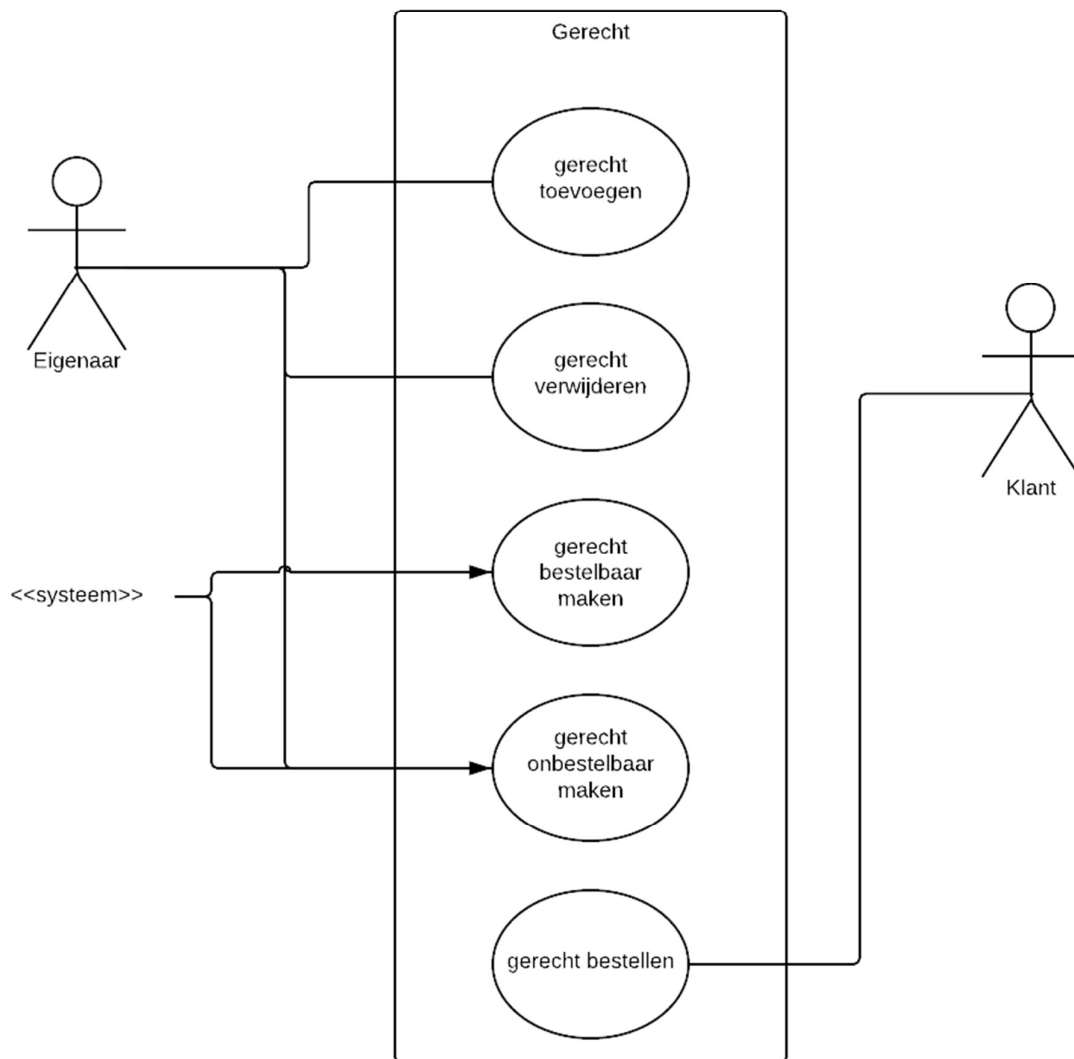 Gerecht
gerecht
toevoegen
Eigenaar
gerecht
verwijderen
Klant
gerecht
bestelbaar
maken
<<systeem>>
gerecht
onbestelbaar
maken
gerecht bestellen